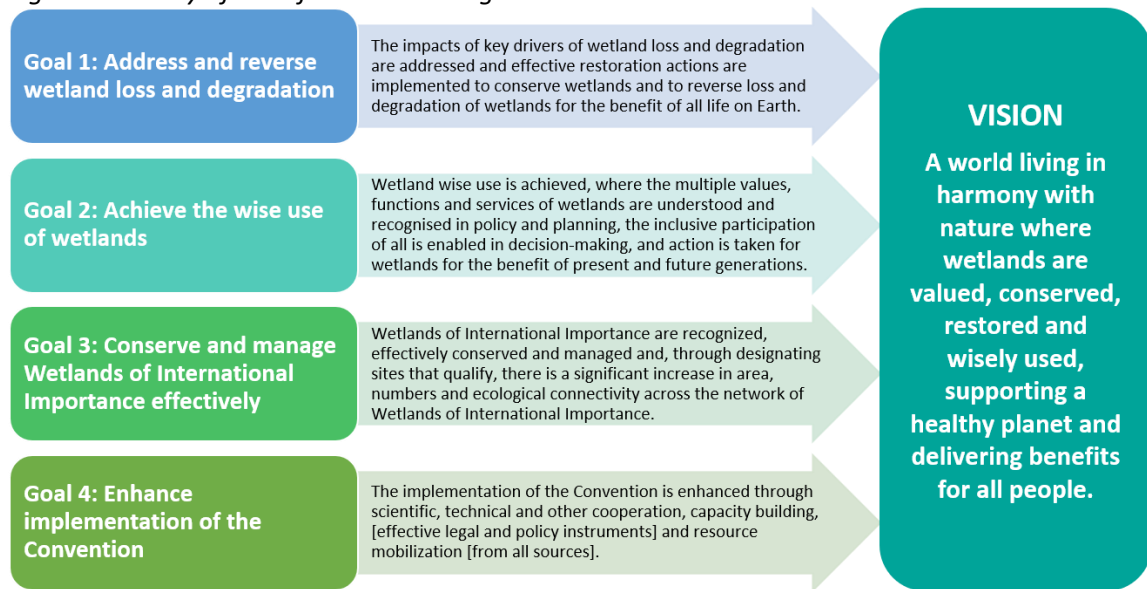 Goal 1: Address and reverse
wetland loss and degradation
The impacts of key drivers of wetland loss and degradation
are addressed and effective restoration actions are
implemented to conserve wetlands and to reverse loss and
degradation of wetlands for the benefit of all life on Earth.
Goal 2: Achieve the wise use
of wetlands
Wetland wise use is achieved, where the multiple values,
functions and services of wetlands are understood and
recognised in policy and planning, the inclusive participation
of all is enabled in decision-making, and action is taken for
wetlands for the benefit of present and future generations.
Goal 3: Conserve and manage
Wetlands of International
Importance effectively
Wetlands of International Importance are recognized,
effectively conserved and managed and, through designating
sites that qualify, there is a significant increase in area,
numbers and ecological connectivity across the network of
Wetlands of International Importance.
Goal 4: Enhance
implementation of the
Convention
The implementation of the Convention is enhanced through
scientific, technical and other cooperation, capacity building,
[effective legal and policy instruments] and resource
mobilization [from all sources].
VISION
A world living in
harmony with
nature where
wetlands are
valued, conserved,
restored and
wisely used,
supporting a
healthy planet and
delivering benefits
for all people.